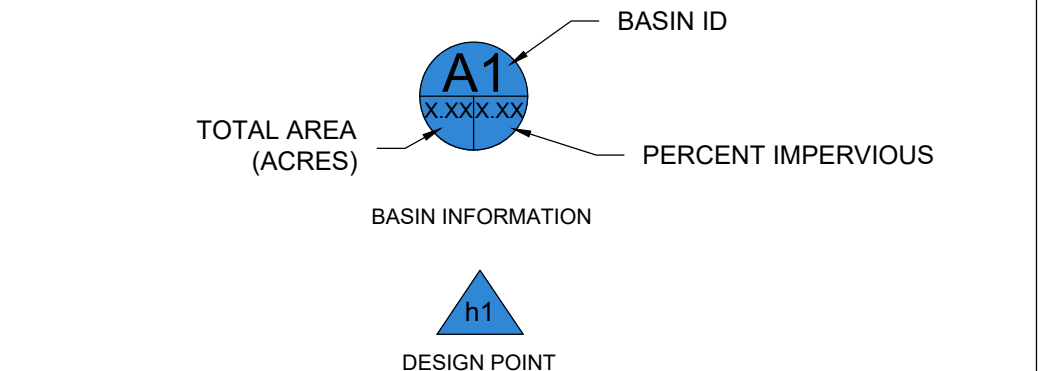 BASIN ID
A1
X.XX X.XX
TOTAL AREA
(ACRES)
PERCENT IMPERVIOUS
BASIN INFORMATION
h1
DESIGN POINT